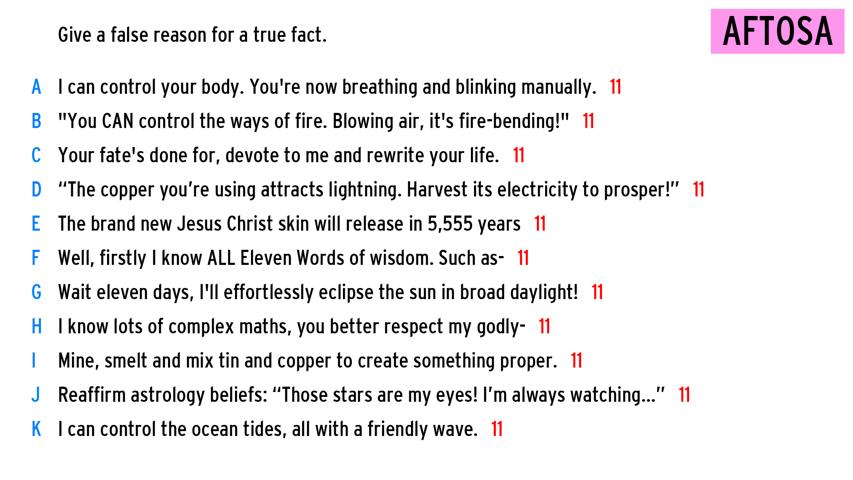 Give a false reason for a true fact.
AFTOSA
A I can control your body. You're now breathing and blinking manually. 11
B "You CAN control the ways of fire. Blowing air, it's fire-bending!" 11
C Your fate's done for, devote to me and rewrite your life. 11
D “The copper you’re using attracts lightning. Harvest its electricity to prosper!” 11
E The brand new Jesus Christ skin will release in 5,555 years 11
F Well, firstly I know ALL Eleven Words of wisdom. Such as- 11
G Wait eleven days, I'll effortlessly eclipse the sun in broad daylight! 11
H I know lots of complex maths, you better respect my godly- 11
I Mine, smelt and mix tin and copper to create something proper. 11
J Reaffirm astrology beliefs: “Those stars are my eyes! I’m always watching...” 11
K I can control the ocean tides, all with a friendly wave. 11